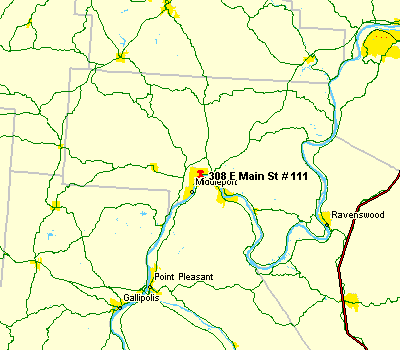 308 E Main St # 111
Middleport
Ravenswood
Point Pleasant
Gallipolis